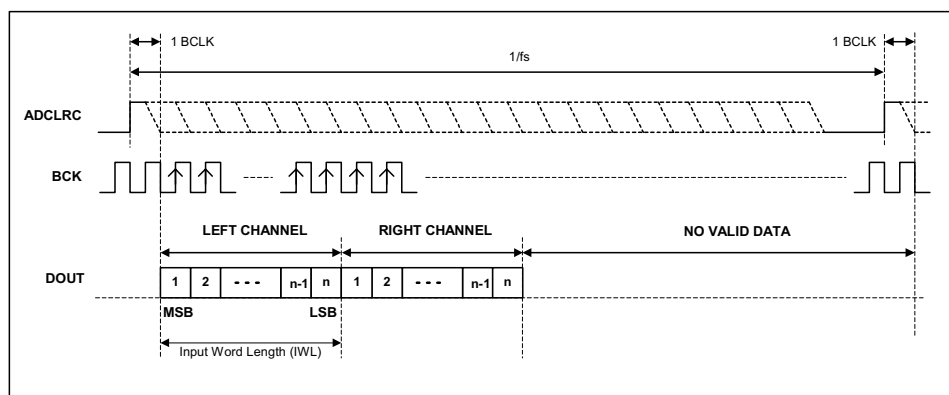 1 BCLK
1 BCLK
1/fs
ADCLRC
BCK
LEFT CHANNEL
RIGHT CHANNEL
NO VALID DATA
DOUT
1 2 - - - n-1 n 1 2 - - - n-1 n
MSB
LSB
Input Word Length (IWL)